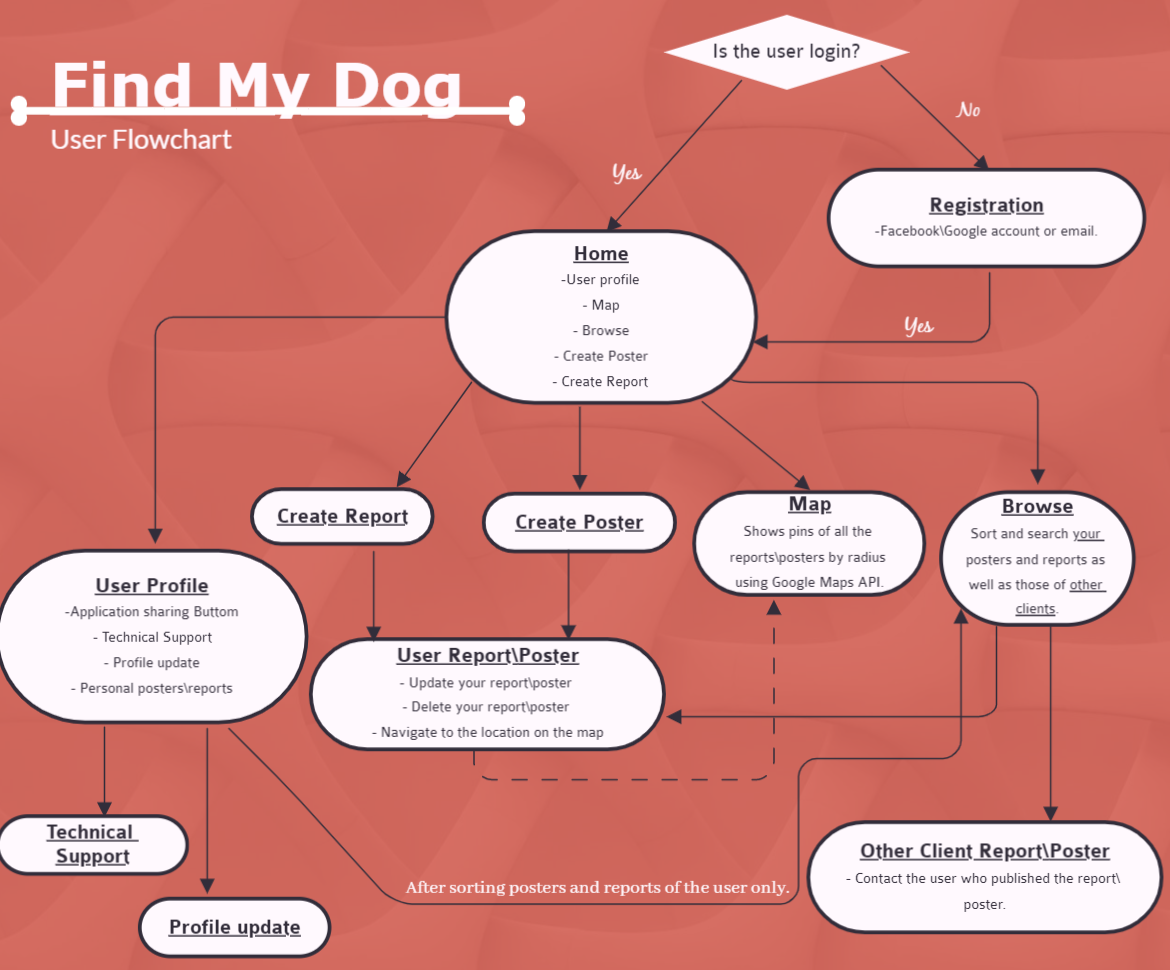 Find My Dog
User Flowchart
Is the user login?
No
Yes
Registration
-Facebook\Google account or email.
Home
-User profile
- Map
- Browse
- Create Poster
- Create Report
Yes
Create Report
Create Poster
Map
Shows pins of all the
reports\posters by radius
using Google Maps API.
Browse
Sort and search your
posters and reports as
well as those of other
clients.
User Profile
-Application sharing Buttom
- Technical Support
- Profile update
- Personal posters\reports
User Report\Poster
- Update your report\poster
- Delete your report\poster
- Navigate to the location on the map
Technical
Support
Profile update
After sorting posters and reports of the user only.
Other Client Report\Poster
- Contact the user who published the report\
poster.